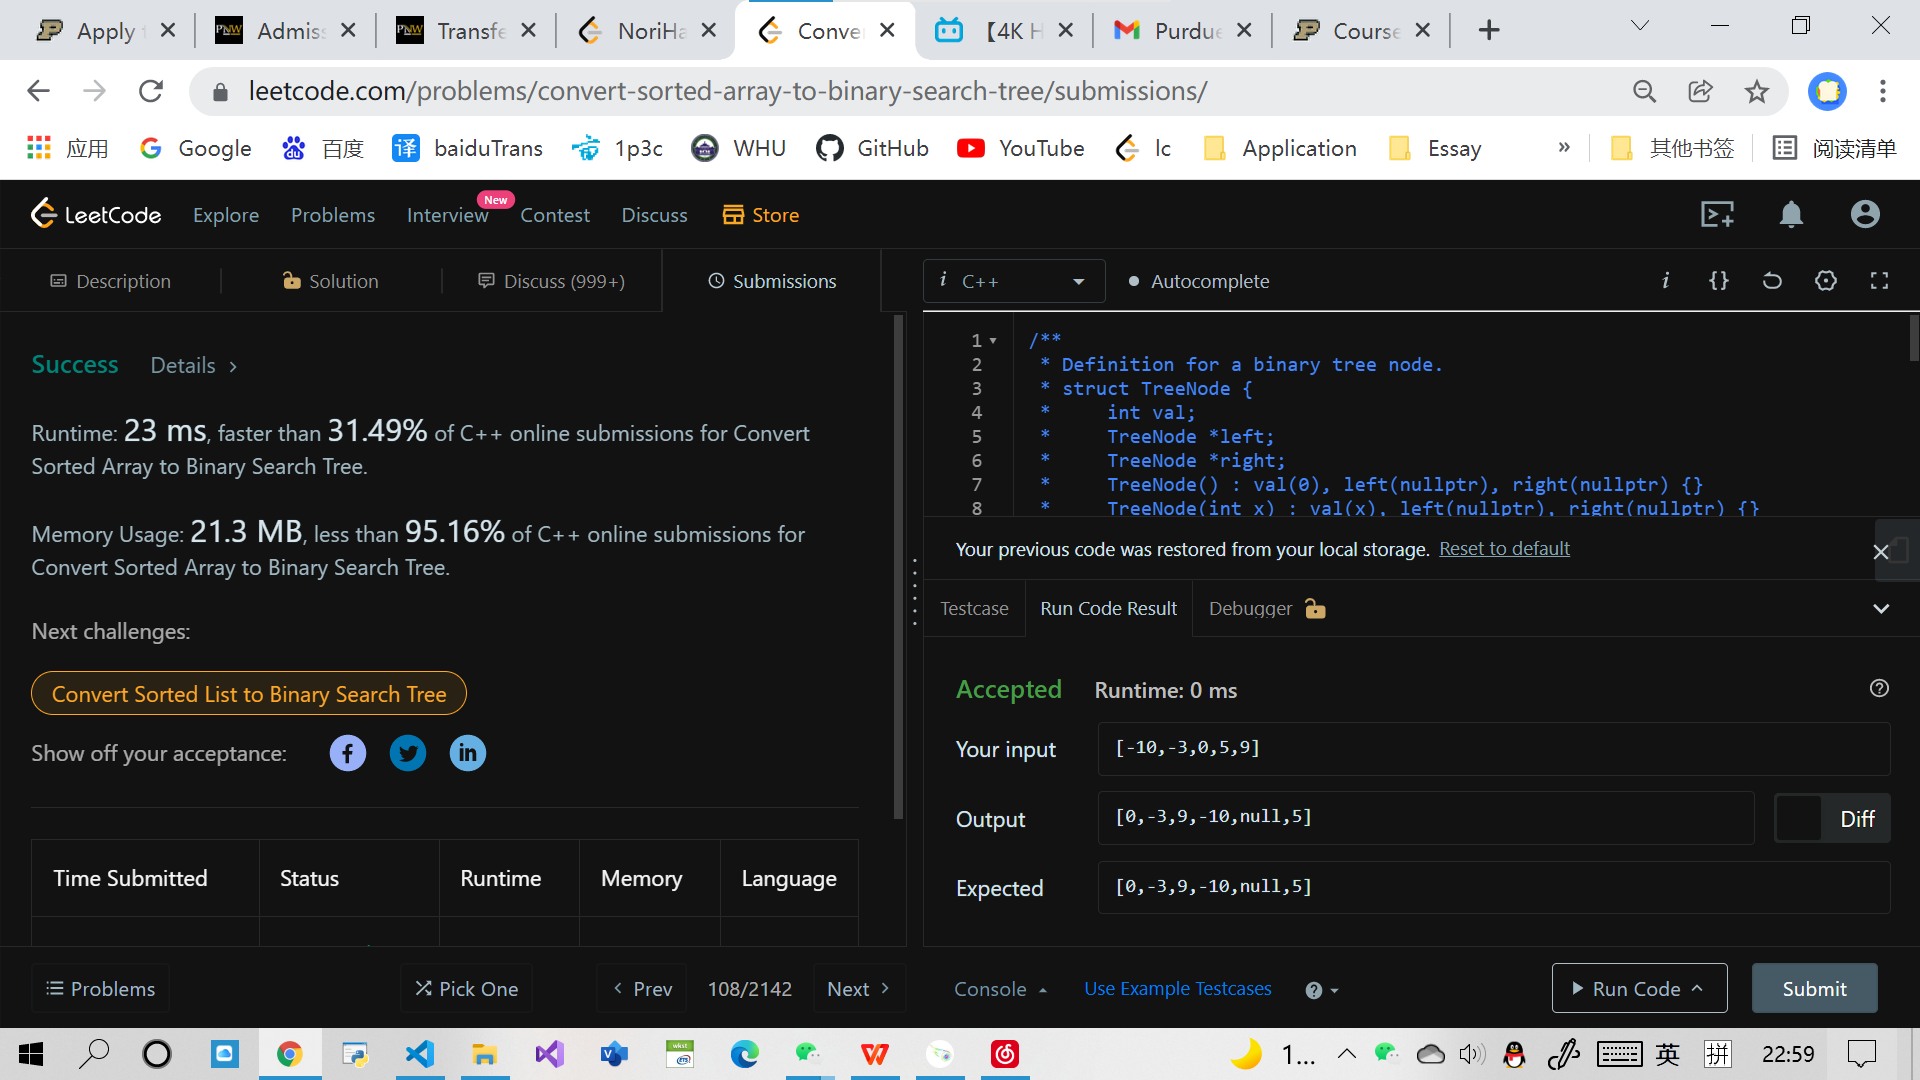 Apply t
Admiss
Transfe
NoriHa
Conver
【4K H
Purdue
Course
leetcode.com/problems/convert-sorted-array-to-binary-search-tree/submissions/
应用
Google
百度
译 baiduTrans
1p3c
WHU
GitHub
YouTube
lc
Application
Essay
»
其他书签
阅读清单
LeetCode
Explore
Problems
Interview
New
Contest
Discuss
Store
Description
Solution
Discuss (999+)
Submissions
i C++
Autocomplete
Success Details >
Runtime: 23 ms, faster than 31.49% of C++ online submissions for Convert
Sorted Array to Binary Search Tree.
Memory Usage: 21.3 MB, less than 95.16% of C++ online submissions for
Convert Sorted Array to Binary Search Tree.
Next challenges:
Convert Sorted List to Binary Search Tree
Show off your acceptance:
Time Submitted Status Runtime Memory Language
1 /**
2 * Definition for a binary tree node.
3 * struct TreeNode {
4 *     int val;
5 *     TreeNode *left;
6 *     TreeNode *right;
7 *     TreeNode() : val(0), left(nullptr), right(nullptr) {}
8 *     TreeNode(int x) : val(x), left(nullptr), right(nullptr) {}
Your previous code was restored from your local storage. Reset to default
Testcase
Run Code Result
Debugger
Accepted Runtime: 0 ms
Your input [-10,-3,0,5,9]
Output [0,-3,9,-10,null,5] Diff
Expected [0,-3,9,-10,null,5]
Problems
Pick One
< Prev 108/2142 Next >
Console
Use Example Testcases
Run Code
Submit
1...
英
拼
22:59